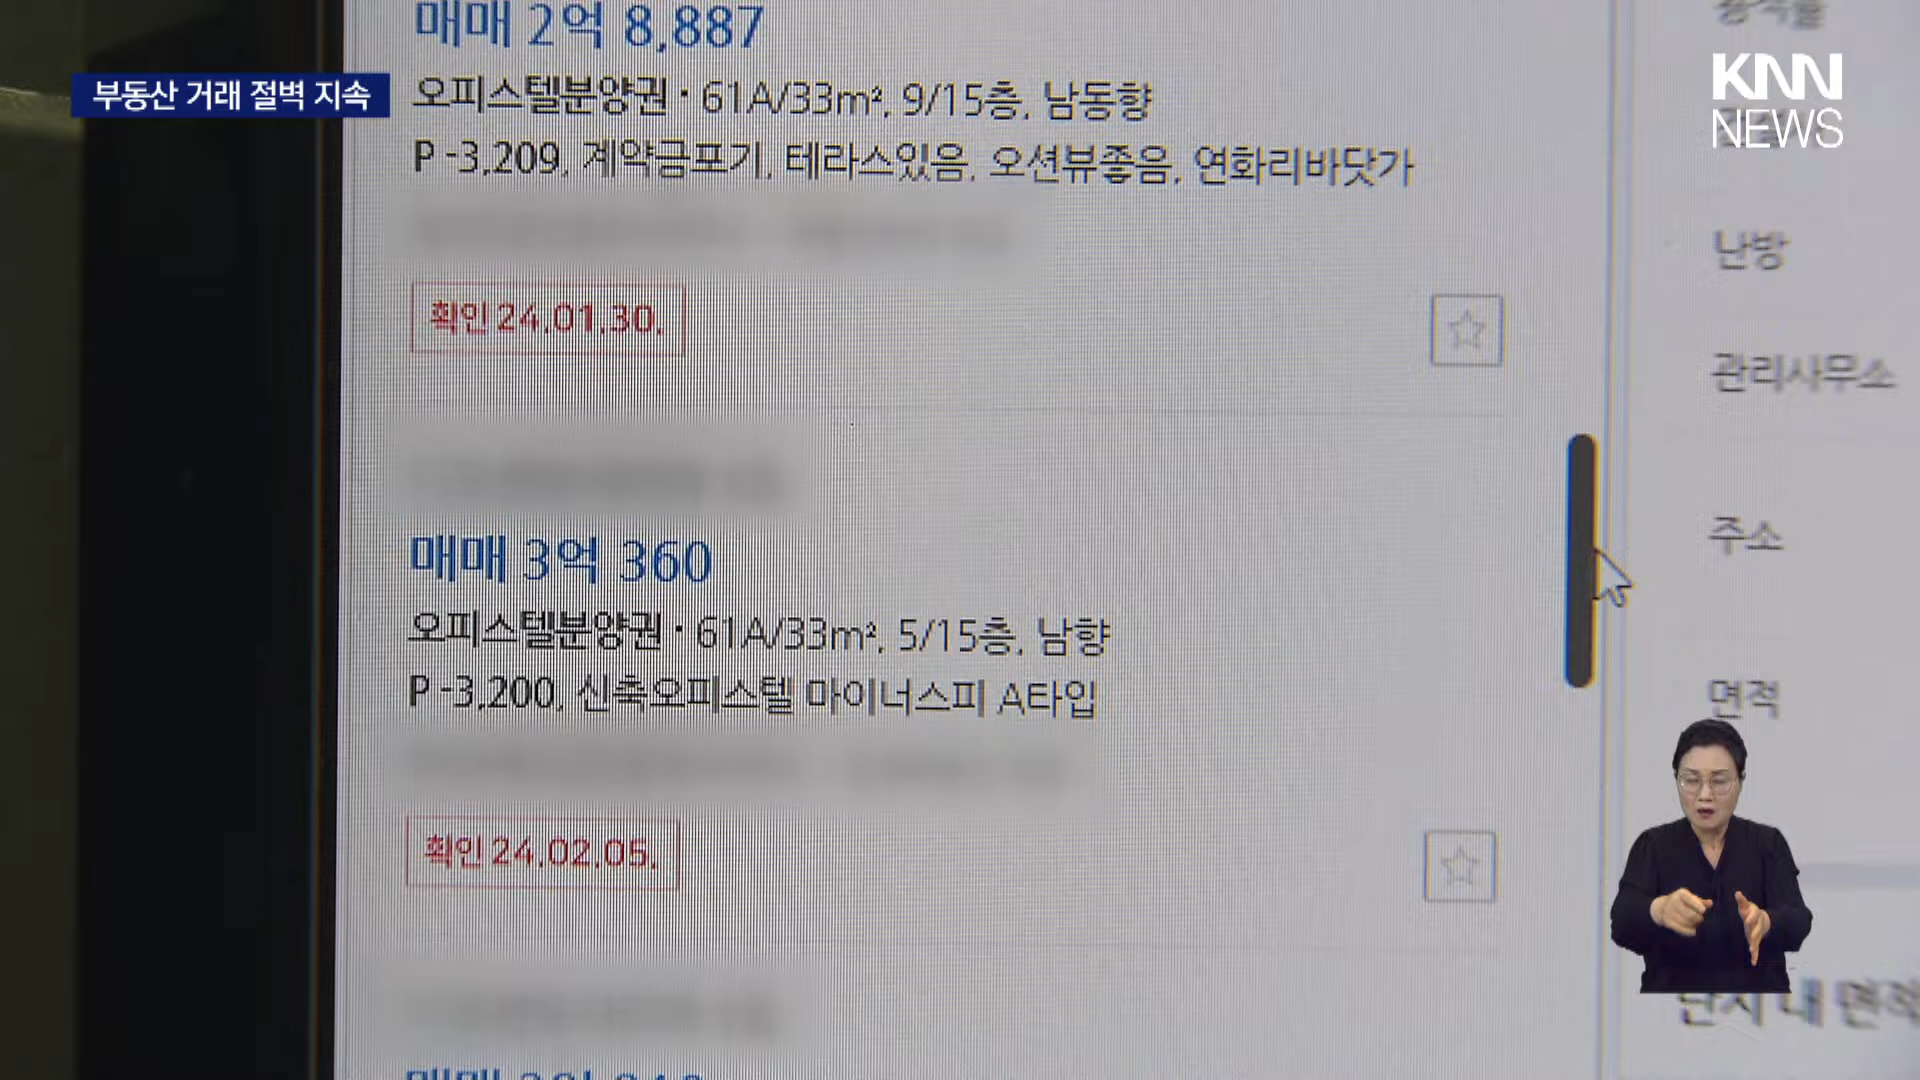 매매 2억 8,887
부동산 거래 절벽 지속
오피스텔분양권 · 61A/33m², 9/15층, 남동향
P -3,209, 계약금포기, 테라스있음, 오션뷰좋음, 연화리바닷가
KNN
NEWS
난방
확인 24.01.30.
관리사무소
주소
매매 3억 360
오피스텔분양권 · 61A/33m², 5/15층, 남향
P -3,200, 신축오피스텔 마이너스피 A타입
면적
확인 24.02.05.
단지 내 면적